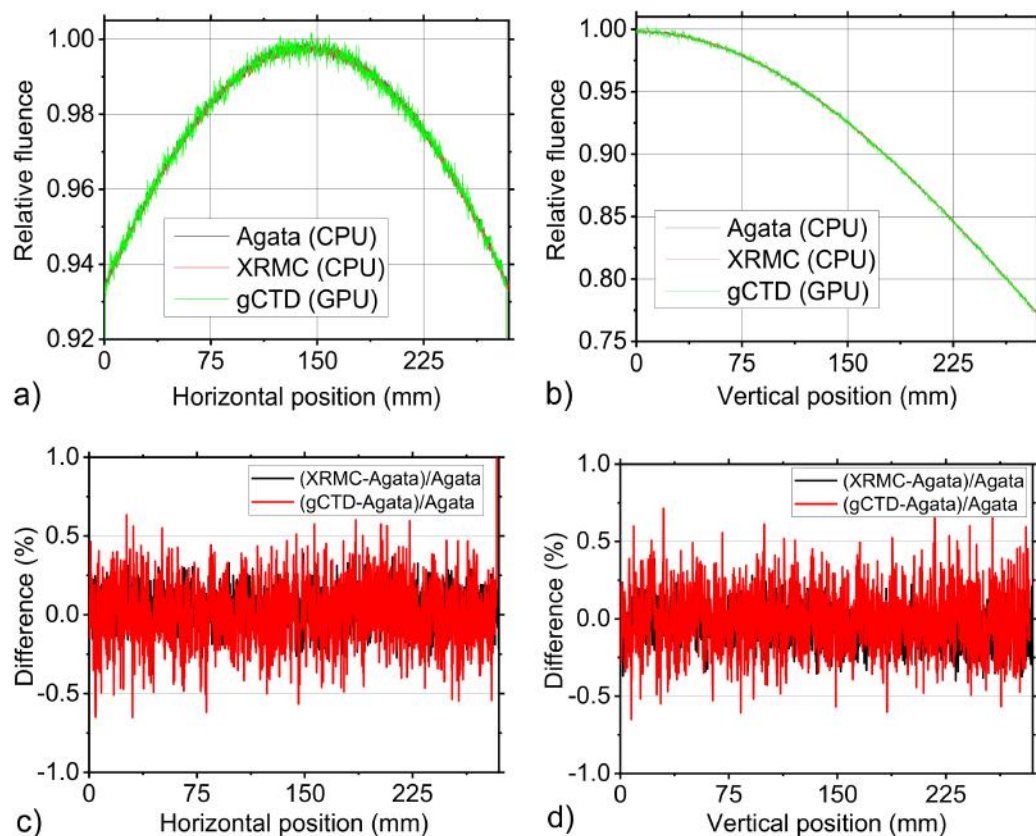 1.00
0.98
0.96
0.94
0.92
Relative fluence
Agata (CPU)
XRMC (CPU)
gCTD (GPU)
0 75 150 225
Horizontal position (mm)
a)
1.00
0.95
0.90
0.85
0.80
0.75
Relative fluence
Agata (CPU)
XRMC (CPU)
gCTD (GPU)
0 75 150 225
Vertical position (mm)
b)
1.0
0.5
0.0
-0.5
-1.0
Difference (%)
(XRMC-Agata)/Agata
(gCTD-Agata)/Agata
0 75 150 225
Horizontal position (mm)
c)
1.0
0.5
0.0
-0.5
-1.0
Difference (%)
(XRMC-Agata)/Agata
(gCTD-Agata)/Agata
0 75 150 225
Vertical position (mm)
d)